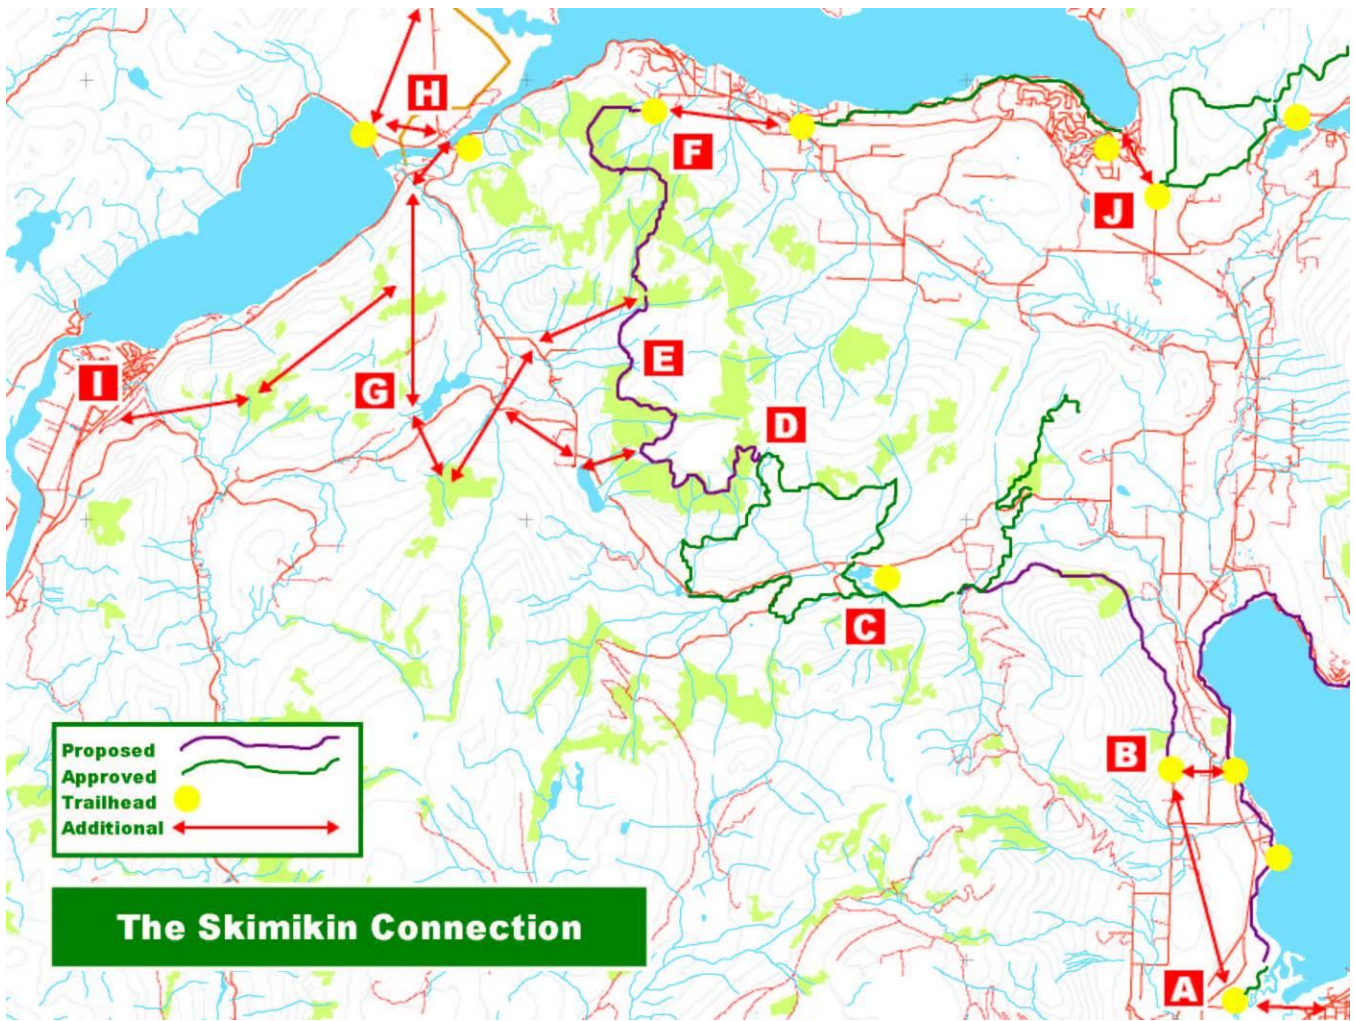 H
F
J
I
G
E
D
C
B
A
Proposed
Approved
Trailhead
Additional
The Skimikin Connection